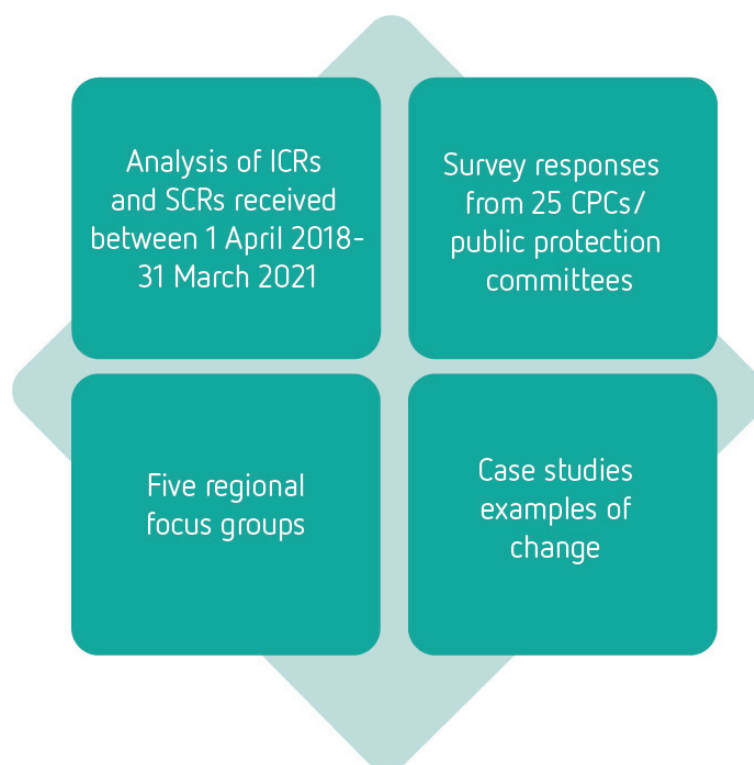 Analysis of ICRs
and SCRs received
between 1 April 2018-
31 March 2021
Survey responses
from 25 CPCs/
public protection
committees
Five regional
focus groups
Case studies
examples of
change